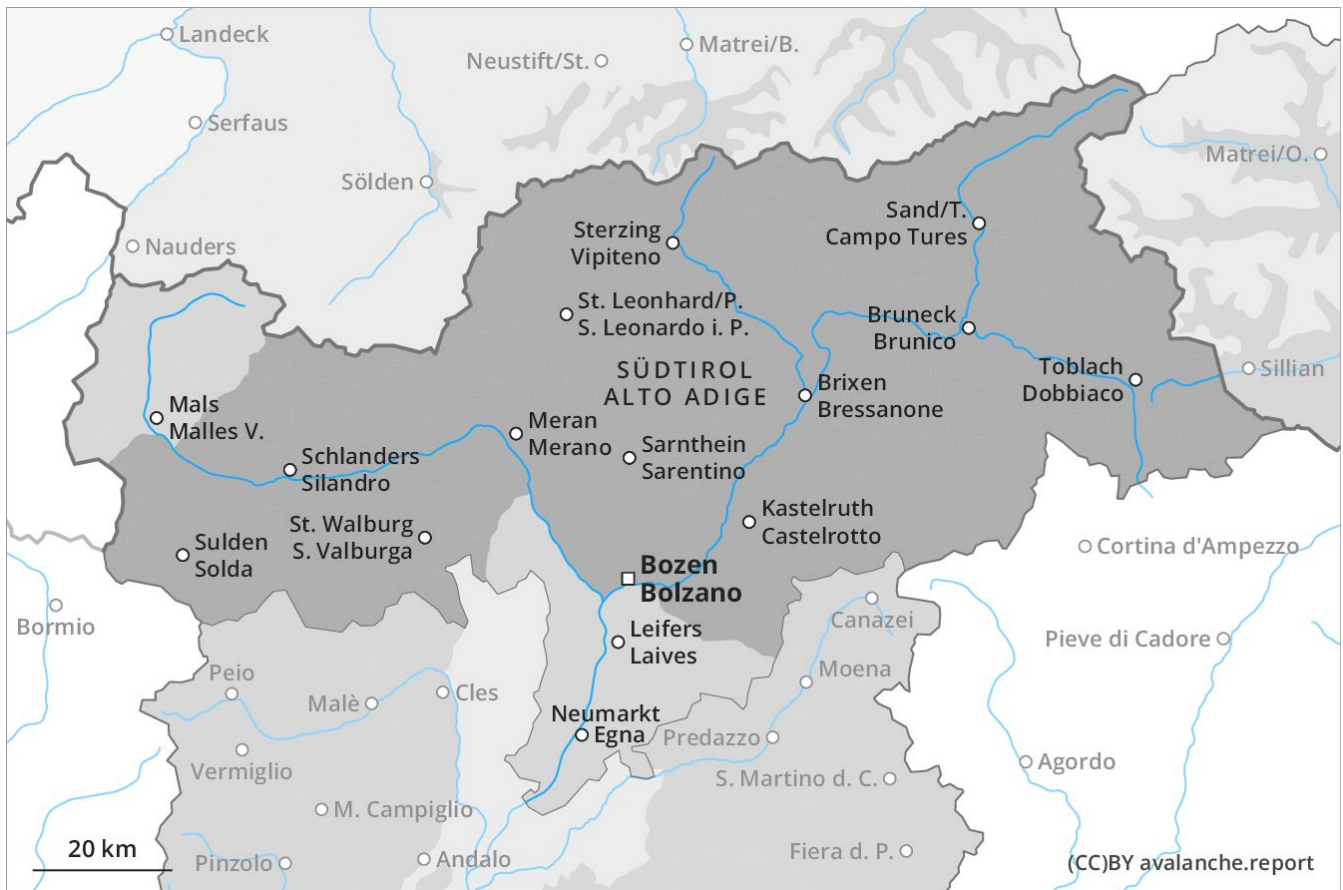 Landeck
Matrei/B.
Neustift/St.
Serfaus
Matrei/O.
Sölden
Nauders
Sand/T.
Campo Tures
Sterzing
Vipiteno
St. Leonhard/P.
S. Leonardo i. P.
Bruneck
Brunico
SÜDTIROL
ALTO ADIGE
Toblach
Dobbiaco
Sillian
Brixen
Bressanone
Mals
Malles V.
Meran
Merano
Sarnthein
Sarentino
Schlanders
Silandro
Kastelruth
Castelrotto
St. Walburg
S. Valburga
Sulden
Solda
Cortina d'Ampezzo
Bozen
Bolzano
Bormio
Canazei
Leifers
Laives
Pieve di Cadore
Peio
Moena
Malè
Cles
Neumarkt
Egna
Predazzo
Vermiglio
Agordo
S. Martino d. C.
M. Campiglio
20 km
Pinzolo
Andalo
Fiera d. P.
(CC)BY avalanche.report